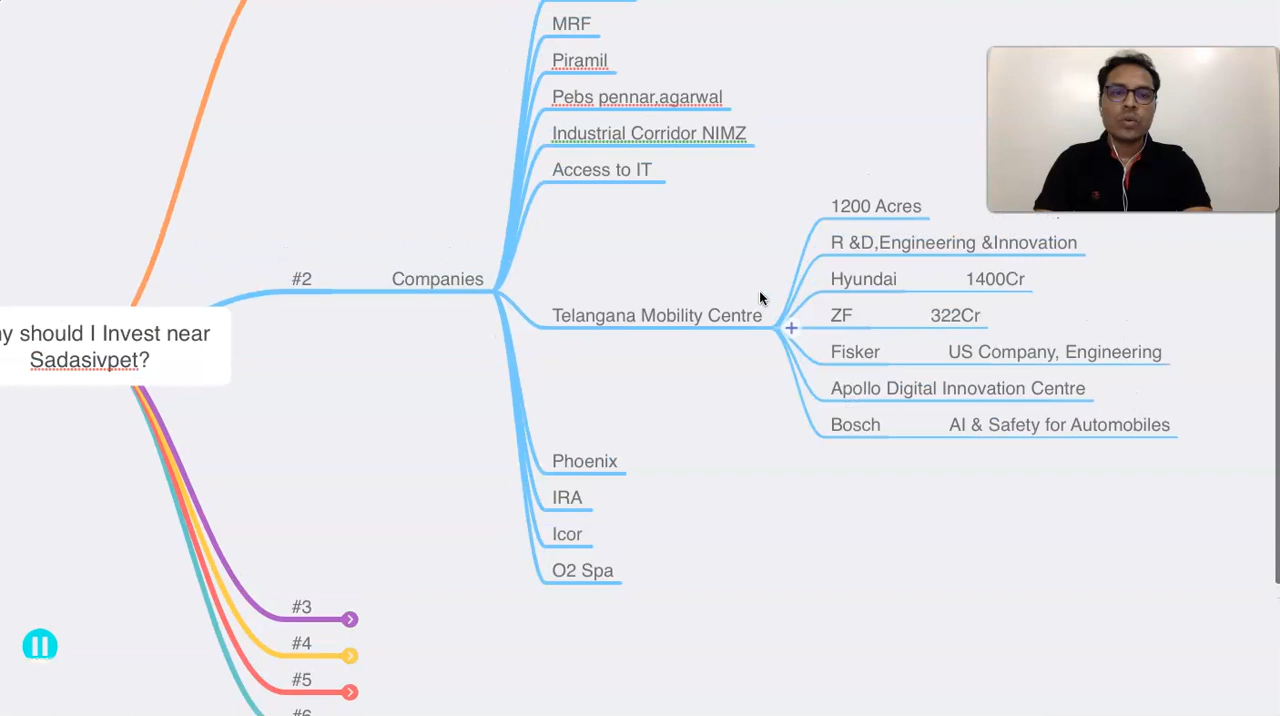 MRF
Piramil
Pebs pennar,agarwal
Industrial Corridor NIMZ
Access to IT
1200 Acres
R &D,Engineering &Innovation
#2 Companies
Hyundai 1400Cr
Telangana Mobility Centre
ZF 322Cr
should I Invest near
Sadasivpet?
Fisker US Company, Engineering
Apollo Digital Innovation Centre
Bosch AI & Safety for Automobiles
Phoenix
IRA
Icor
O2 Spa
#3
#4
#5